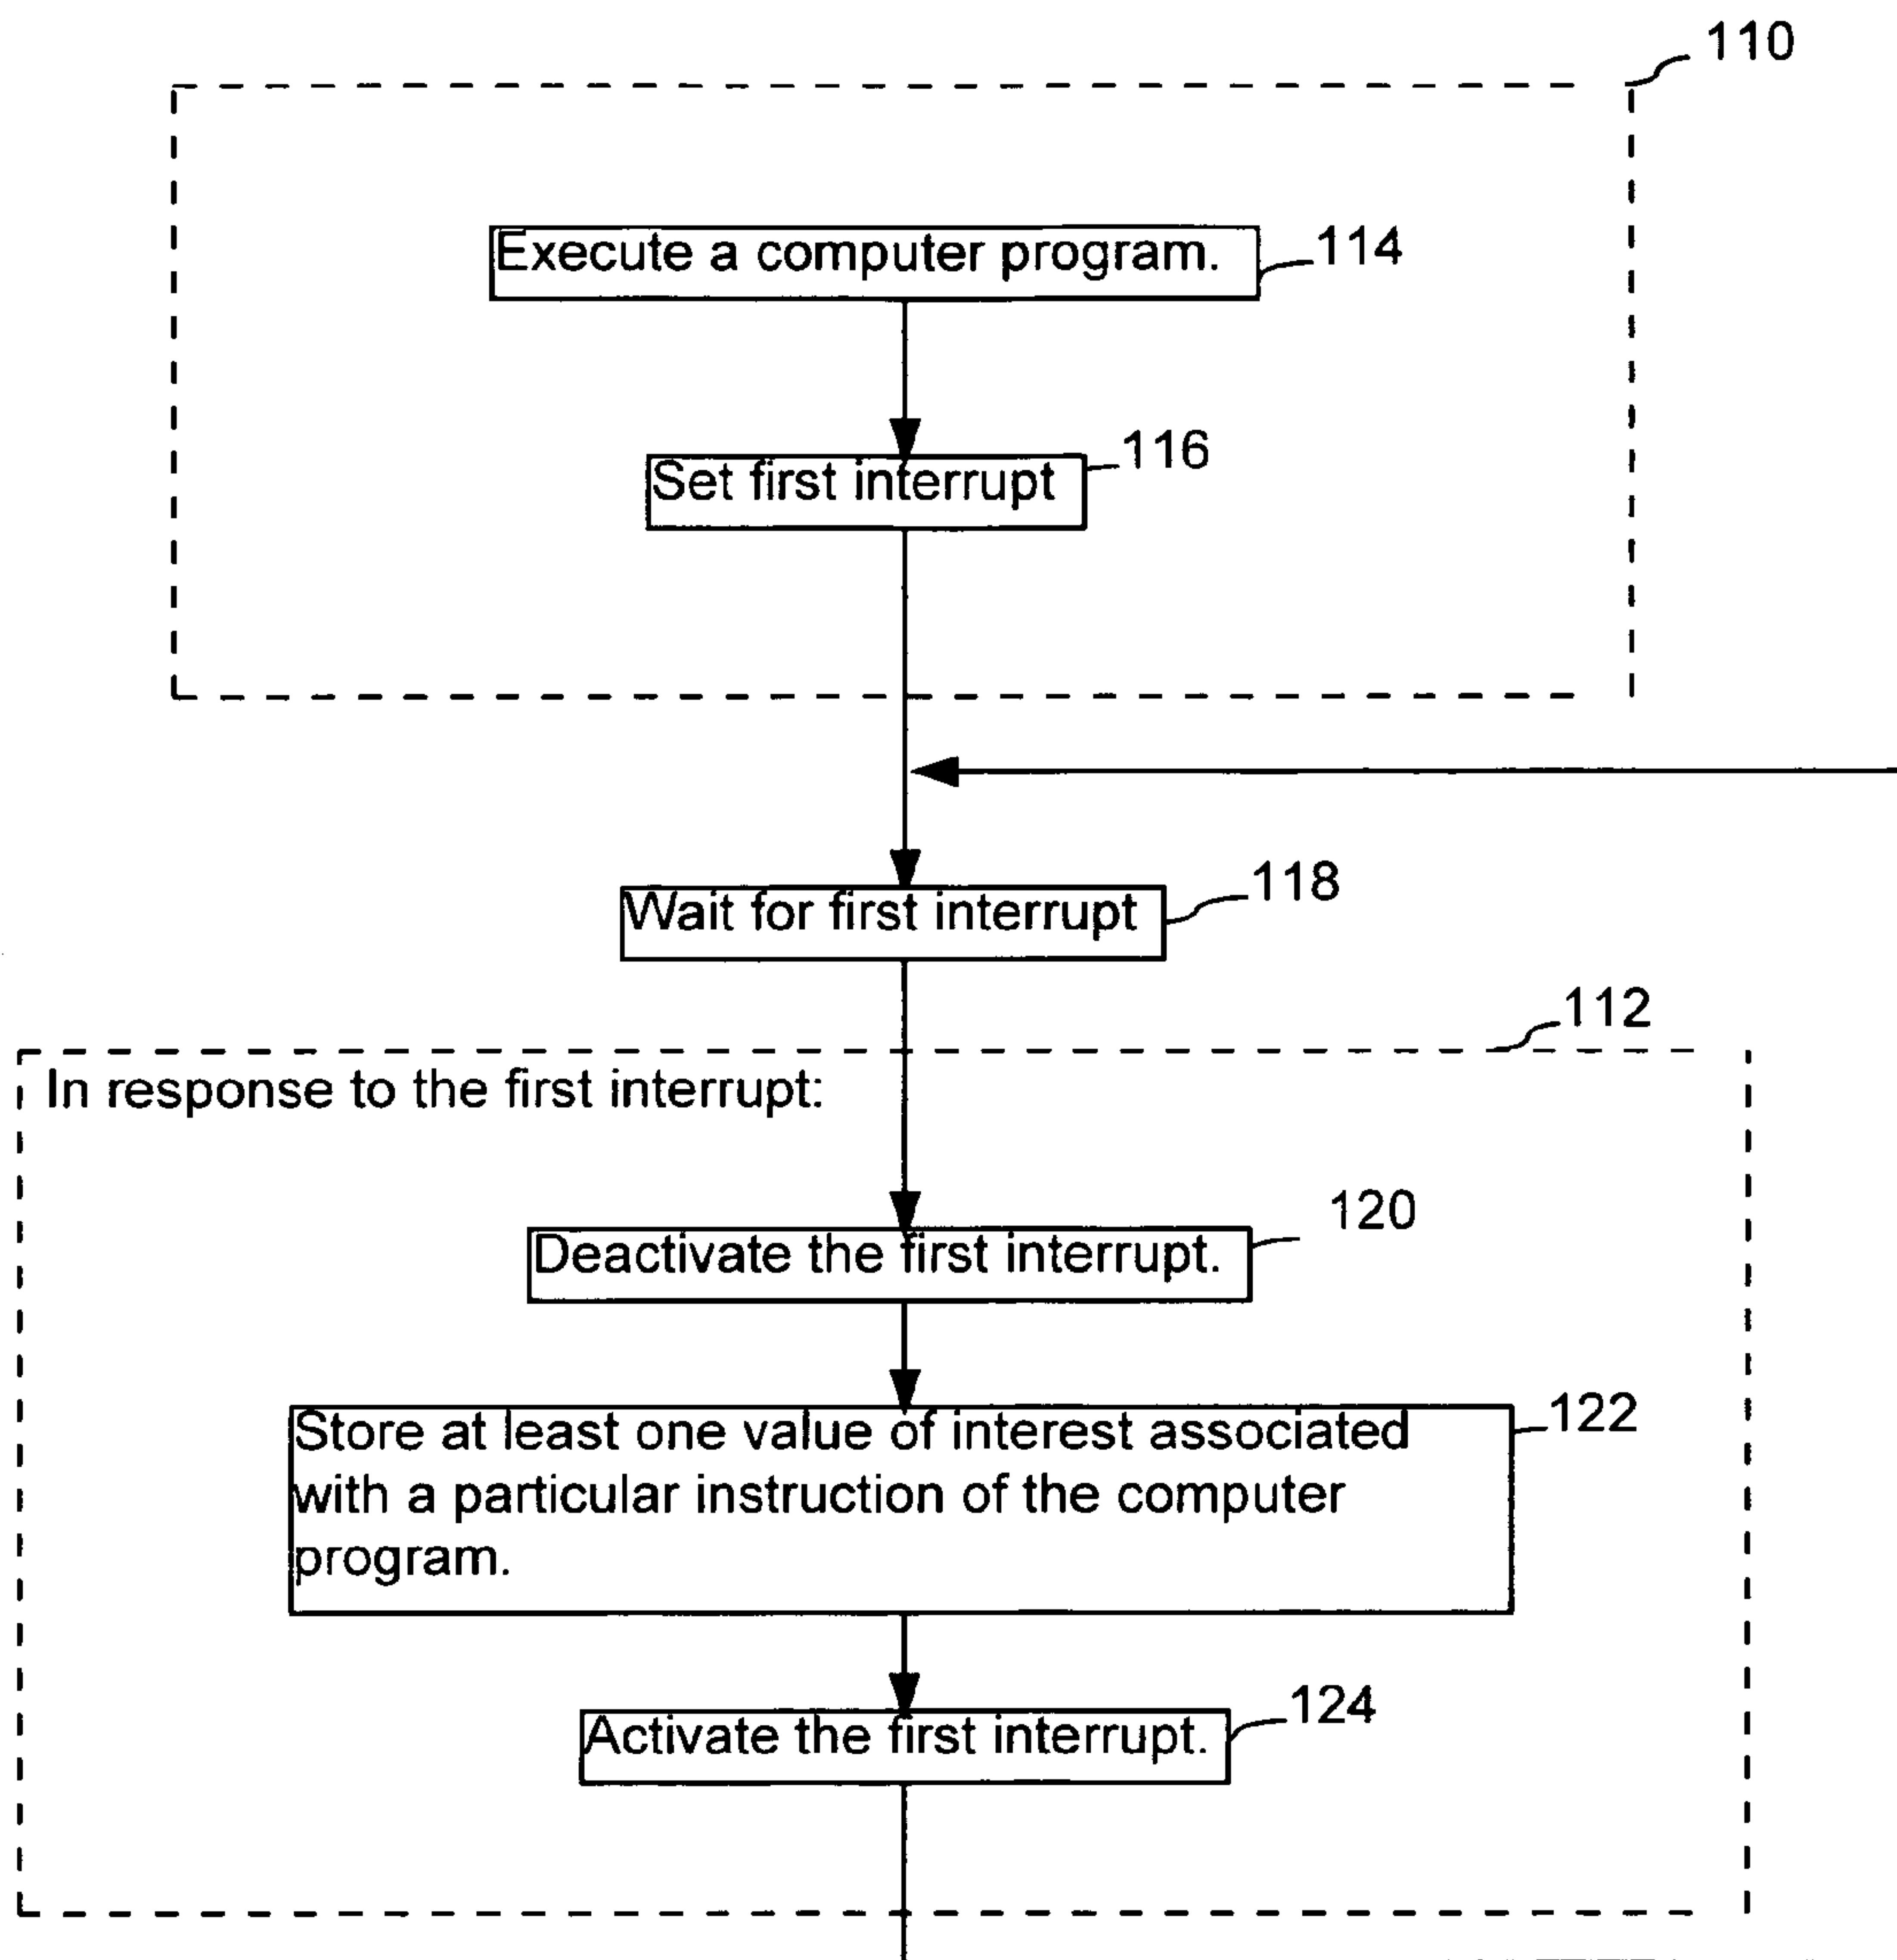 110
Execute a computer program.
114
Set first interrupt
116
Wait for first interrupt
118
112
In response to the first interrupt:
120
Deactivate the first interrupt.
Store at least one value of interest associated
122
with a particular instruction of the computer
program.
124
Activate the first interrupt.